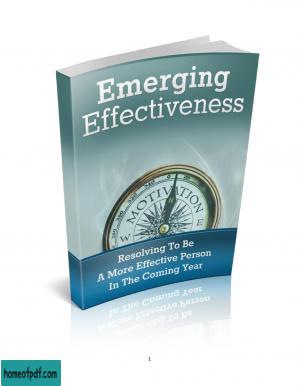 Emerging
Effectiveness
MOTIVATION
Resolving To Be
A More Effective Person
In The Coming Year
1
homeofpdf.com